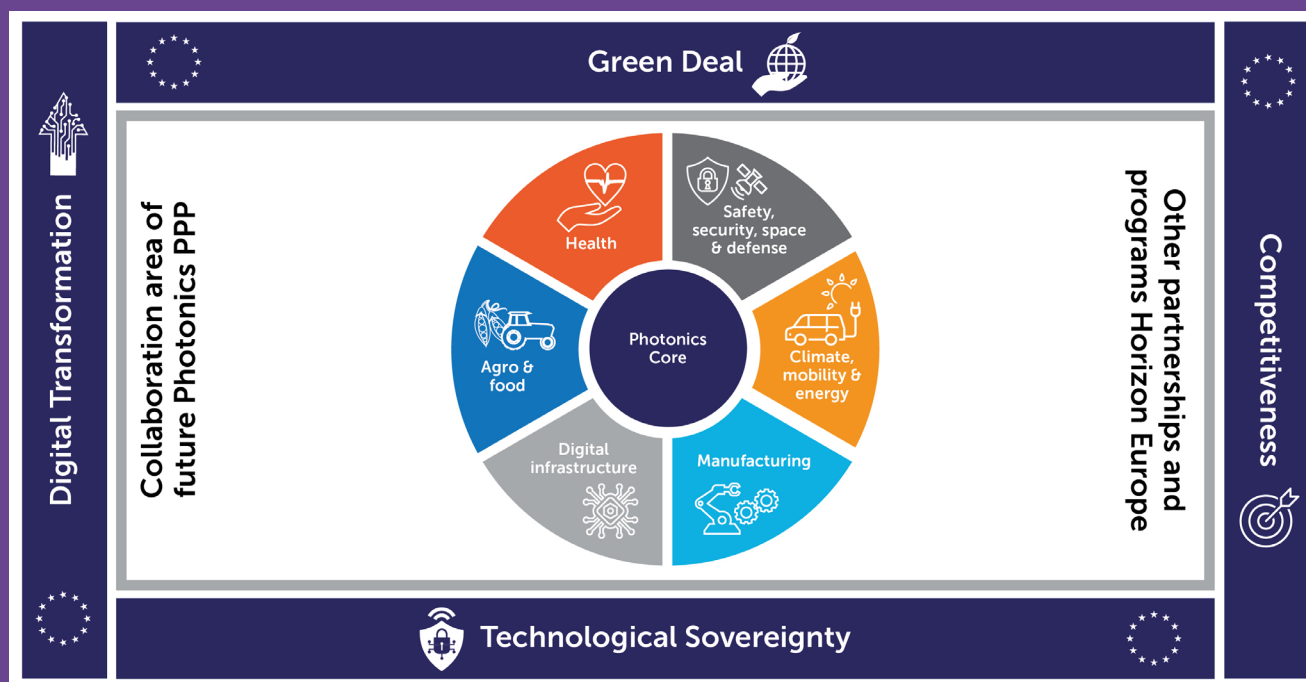 Green Deal
Digital Transformation
Collaboration area of
future Photonics PPP
Health
Safety,
security, space
& defense
Agro &
food
Photonics
Core
Climate,
mobility &
energy
Digital
infrastructure
Manufacturing
Other partnerships and
programs Horizon Europe
Competitiveness
Technological Sovereignty